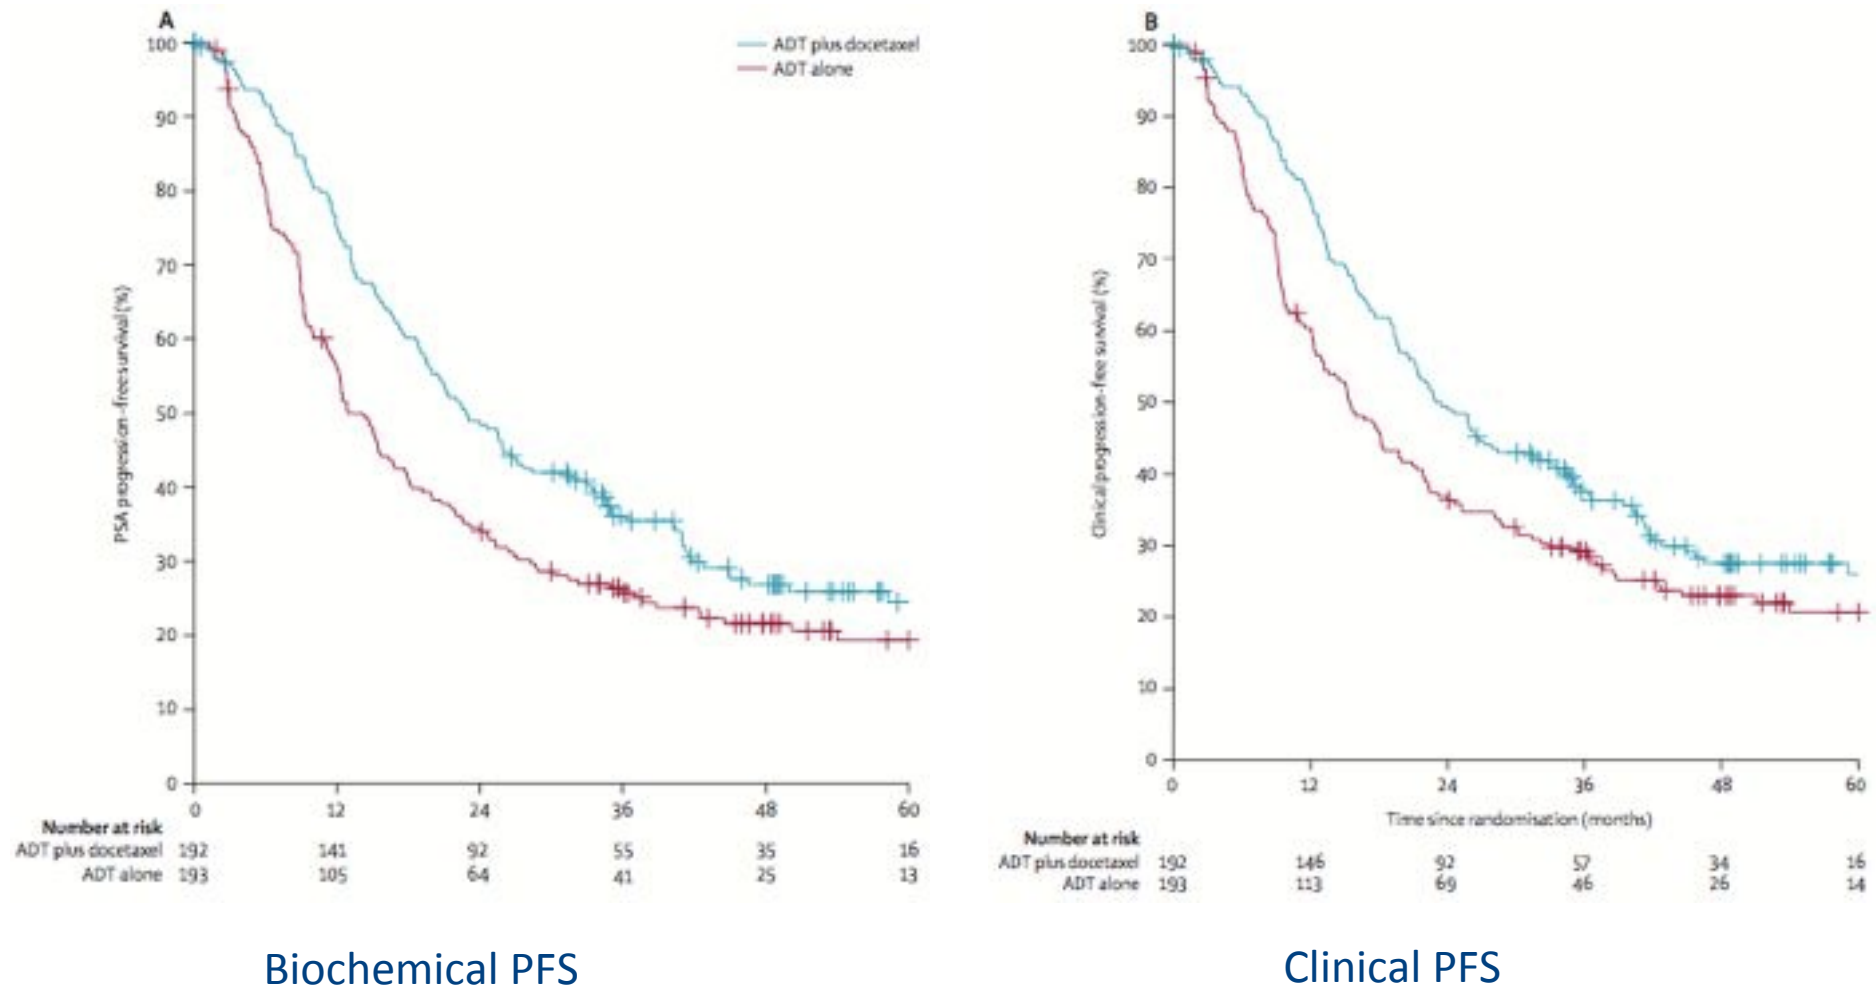 A
ADT plus docetaxel
ADT alone
PSA progression-free survival (%)
100
90
80
70
60
50
40
30
20
10
0
0 12 24 36 48 60
Number at risk
ADT plus docetaxel 192 141 92 55 35 16
ADT alone 193 105 64 41 25 13
Biochemical PFS
B
Clinical progression-free survival (%)
100
90
80
70
60
50
40
30
20
10
0
0 12 24 36 48 60
Time since randomisation (months)
Number at risk
ADT plus docetaxel 192 146 92 57 34 16
ADT alone 193 113 69 46 26 14
Clinical PFS